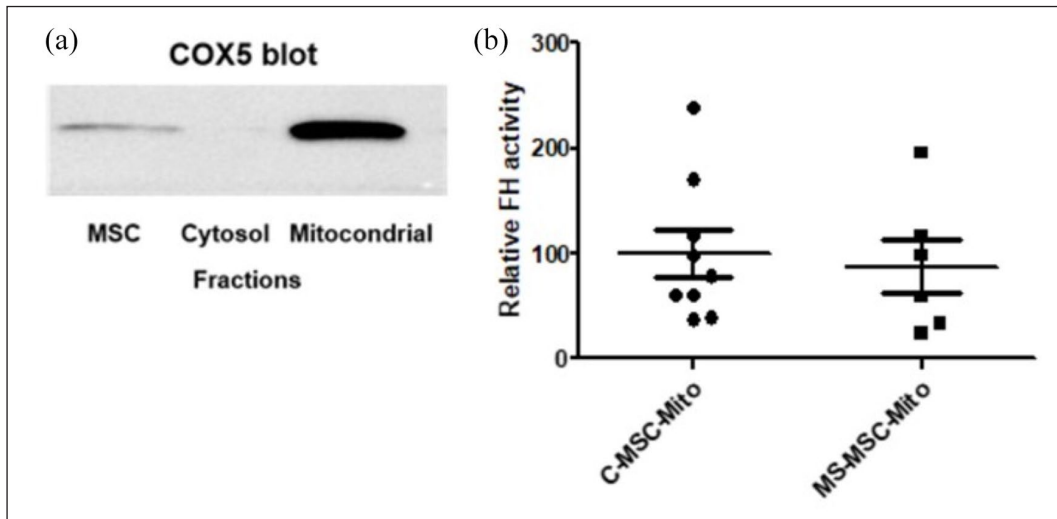 (a)
COX5 blot
MSC Cytosol Mitocondrial
Fractions
(b)
Relative FH activity
300
200
100
0
C-MSC-Mito
MS-MSC-Mito